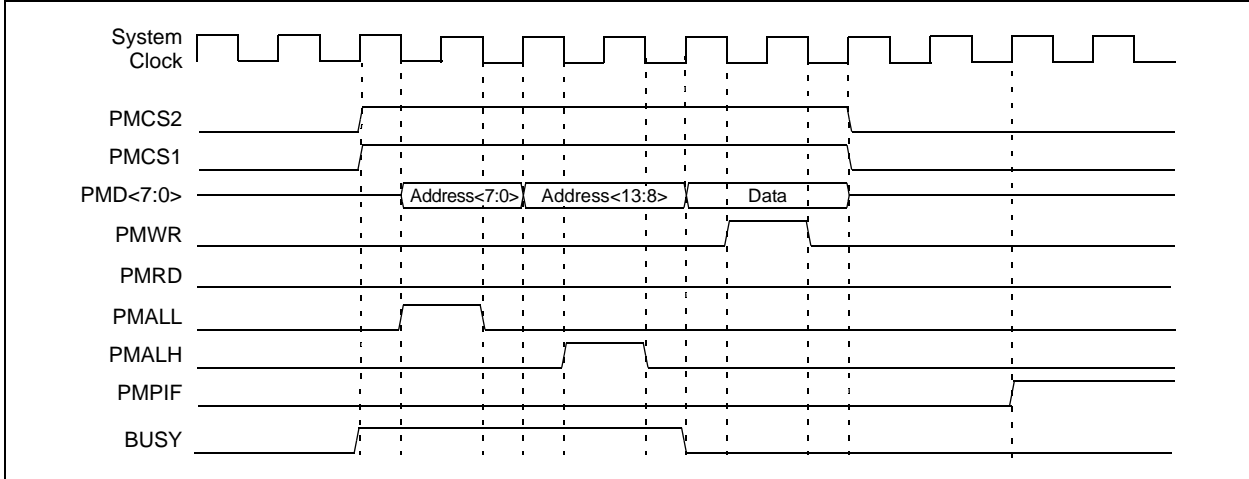 System
Clock
PMCS2
PMCS1
PMD<7:0>
Address<7:0>
Address<13:8>
Data
PMWR
PMRD
PMALL
PMALH
PMPIF
BUSY